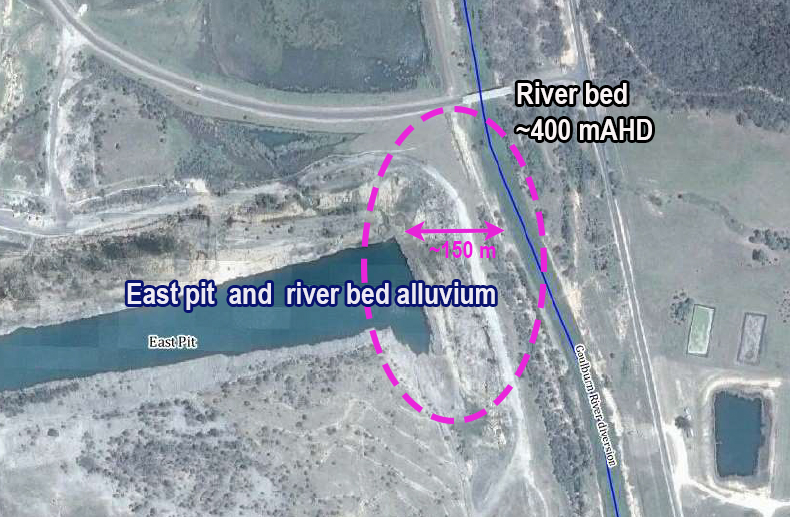 River bed
~400 mAHD
~150 m
East pit and river bed alluvium
East Pit
Goulburn River diversion